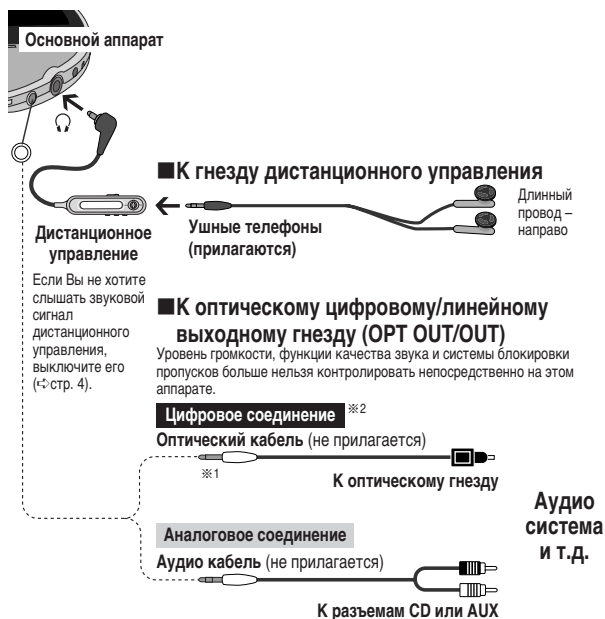 Основной аппарат
■К гнезду дистанционного управления
Длинный
провод –
направо
Ушные телефоны
(прилагаются)
Дистанционное
управление
Если Вы не хотите
слышать звуковой
сигнал
дистанционного
управления,
выключите его
(➪стр. 4).
■К оптическому цифровому/линейному
выходному гнезду (OPT OUT/OUT)
Уровень громкости, функции качества звука и системы блокировки
пропусков больше нельзя контролировать непосредственно на этом
аппарате.
Цифровое соединение ※2
Оптический кабель (не прилагается)
※1
К оптическому гнезду
Аудио
система
и т.д.
Аналоговое соединение
Аудио кабель (не прилагается)
К разъемам CD или AUX